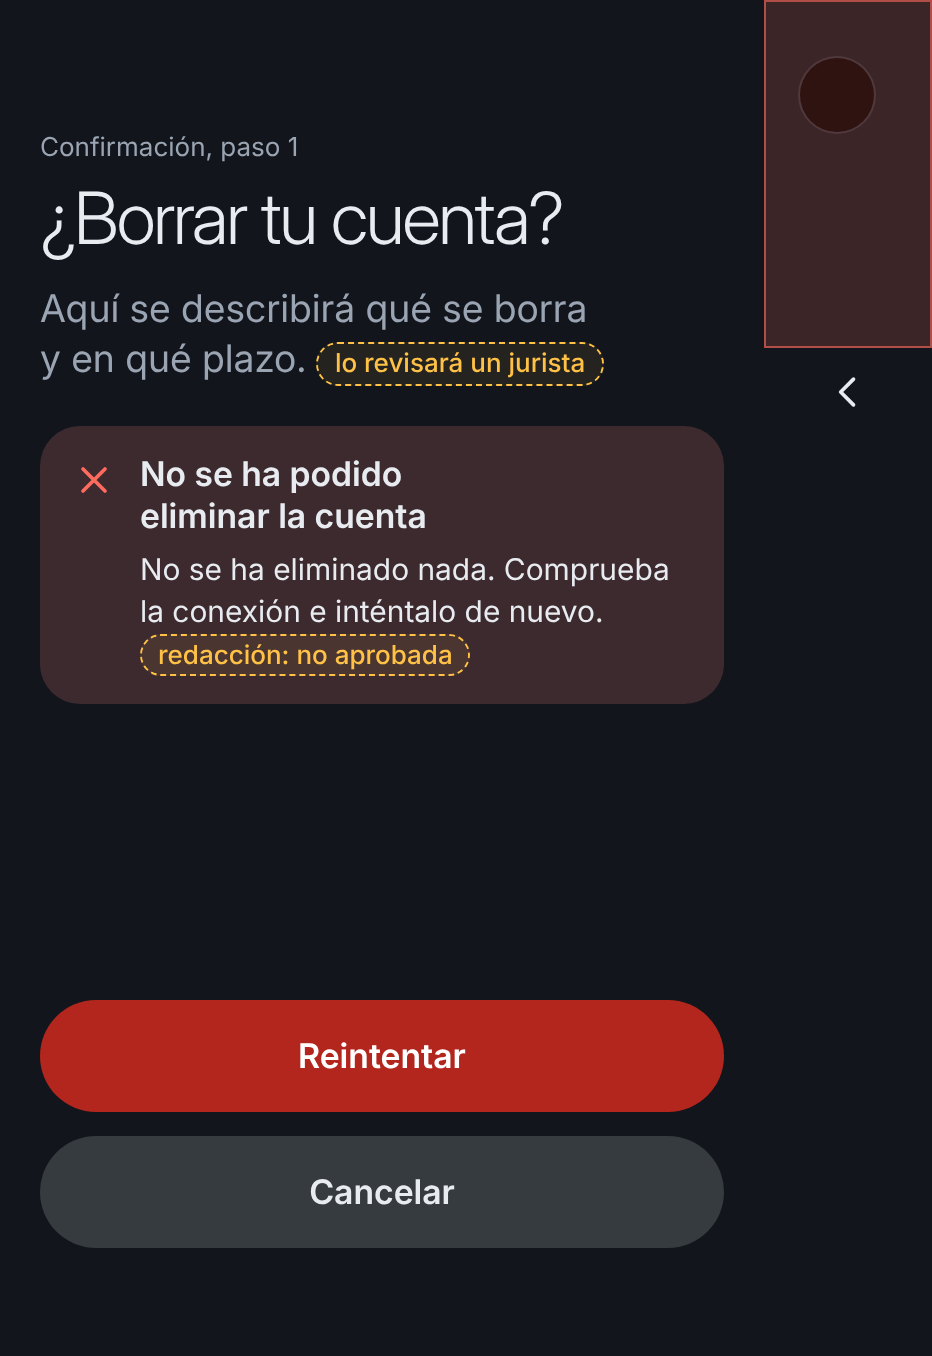 Confirmación, paso 1
¿Borrar tu cuenta?
Aquí se describirá qué se borra
y en qué plazo. lo revisará un jurista
No se ha podido
eliminar la cuenta
No se ha eliminado nada. Comprueba
la conexión e inténtalo de nuevo.
redacción: no aprobada
Reintentar
Cancelar